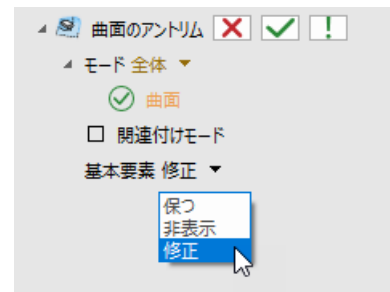 曲面のアントリム
モード 全体
曲面
関連付けモード
基本要素 修正
保つ
非表示
修正